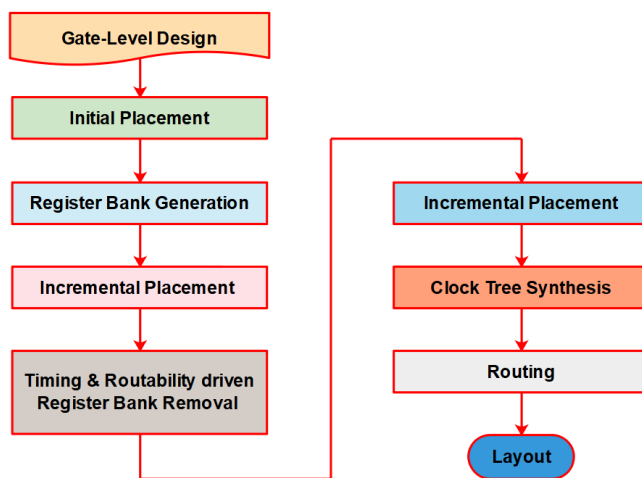 Gate-Level Design
Initial Placement
Register Bank Generation
Incremental Placement
Timing & Routability driven
Register Bank Removal
Incremental Placement
Clock Tree Synthesis
Routing
Layout